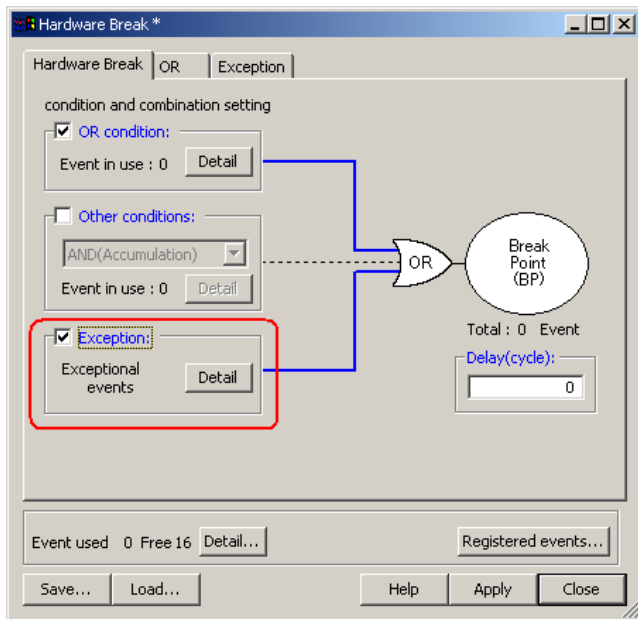 Hardware Break *
Hardware Break OR Exception
condition and combination setting
OR condition:
Event in use : 0 Detail
Other conditions:
AND(Accumulation)
Event in use : 0 Detail
Exception:
Exceptional
events
Detail
OR
Break
Point
(BP)
Total : 0 Event
Delay(cycle):
0
Event used 0 Free 16 Detail... Registered events...
Save... Load... Help Apply Close